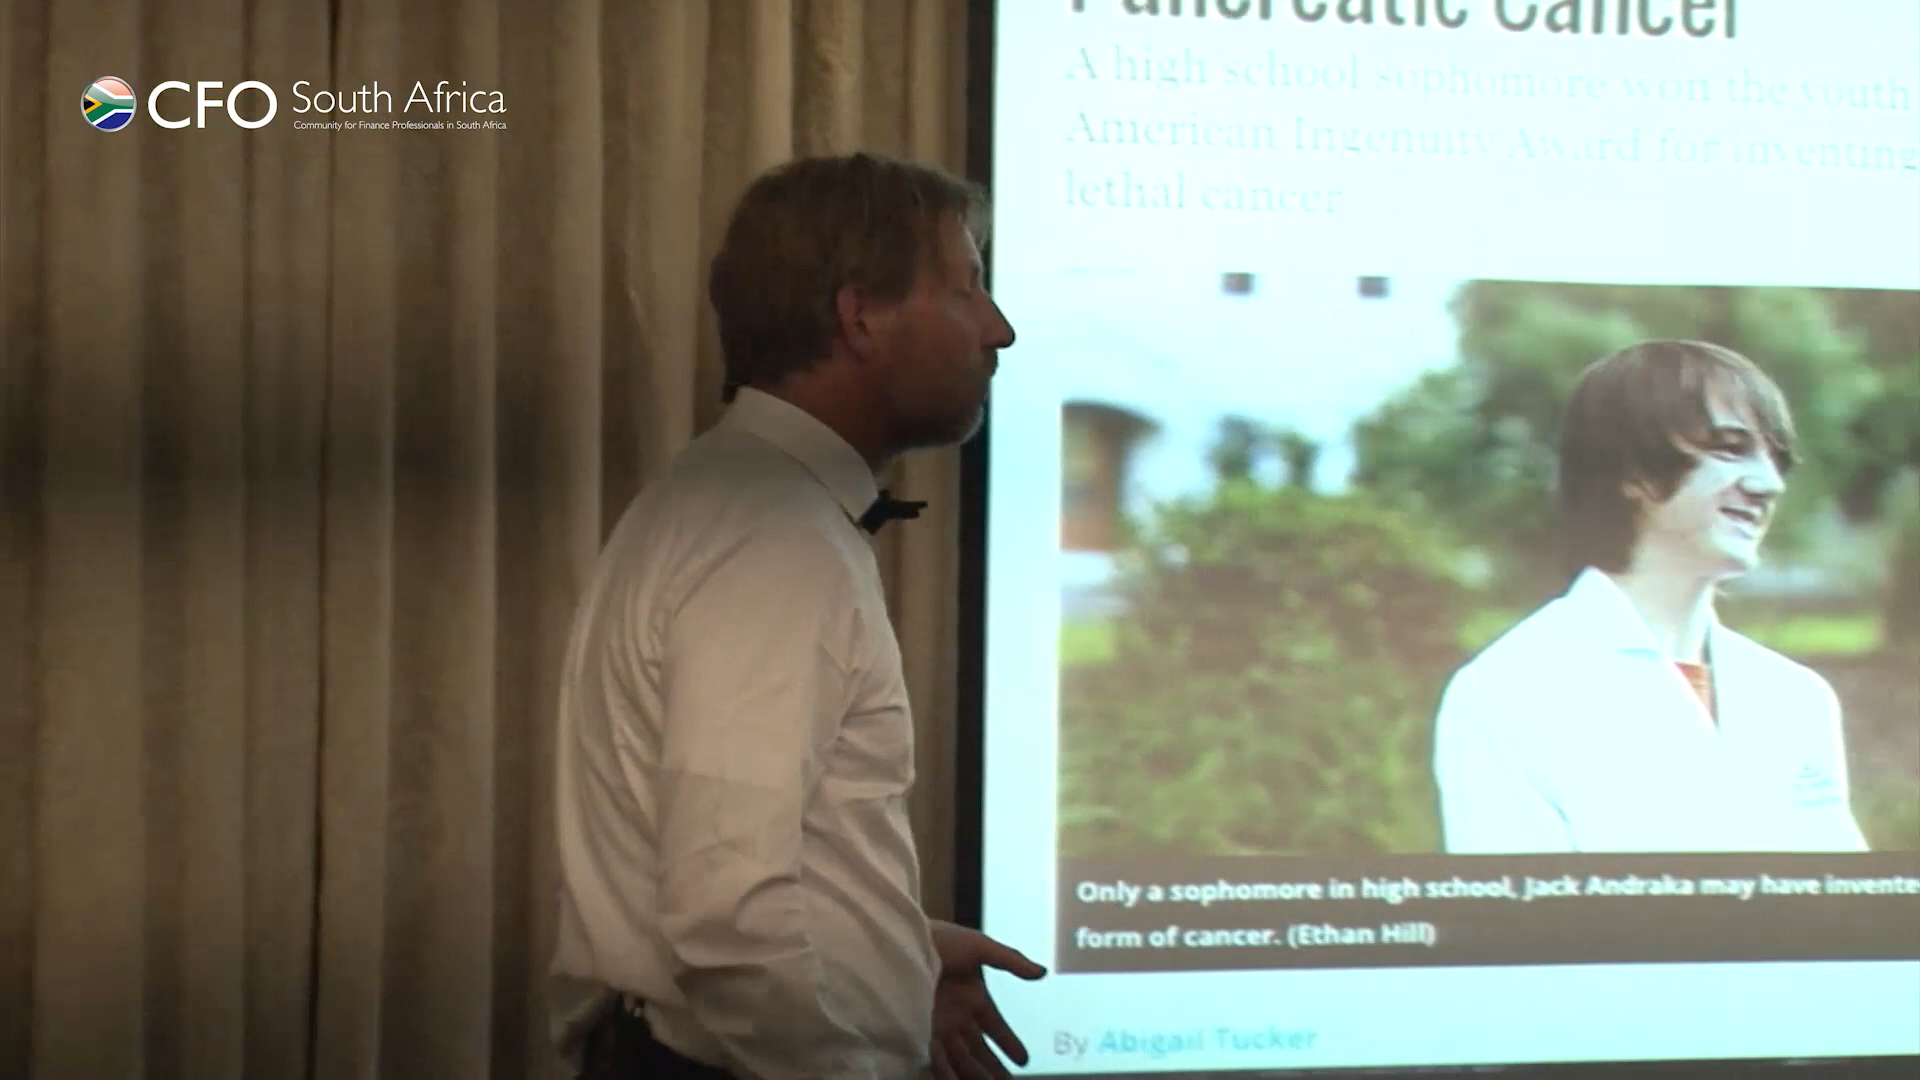 CFO South Africa
Community for Finance Professionals in South Africa
Pancreatic Cancer
A high school sophomore won the youth
American Ingenuity Award for inventing
lethal cancer
Only a sophomore in high school, Jack Andraka may have invente
form of cancer. (Ethan Hill)
By Abigail Tucker